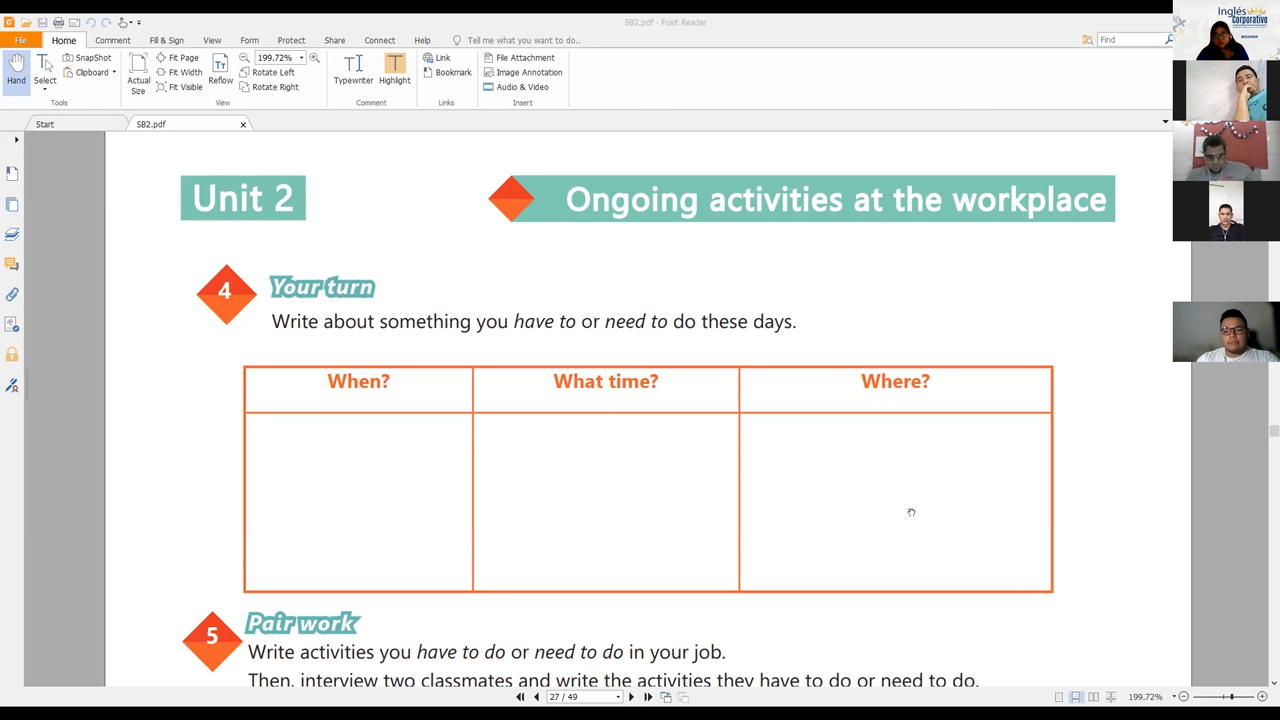 SB2.pdf - Foxit Reader
File Home Comment Fill & Sign View Form Protect Share Connect Help Tell me what you want to do.. Find
Hand
Select
SnapShot
Clipboard
Tools
Actual Size
Fit Page
Fit Width
Fit Visible
Reflow
199.72%
Rotate Left
Rotate Right
View
Typewriter
Highlight
Comment
Link
Bookmark
Links
File Attachment
Image Annotation
Audio & Video
Insert
Start SB2.pdf
Inglés
Corporativo
BEGINNER
Unit 2 Ongoing activities at the workplace
4 Your turn
Write about something you have to or need to do these days.
When? What time? Where?
5 Pair work
Write activities you have to do or need to do in your job.
Then, interview two classmates and write the activities they have to do or need to do.
27 / 49
199.72%